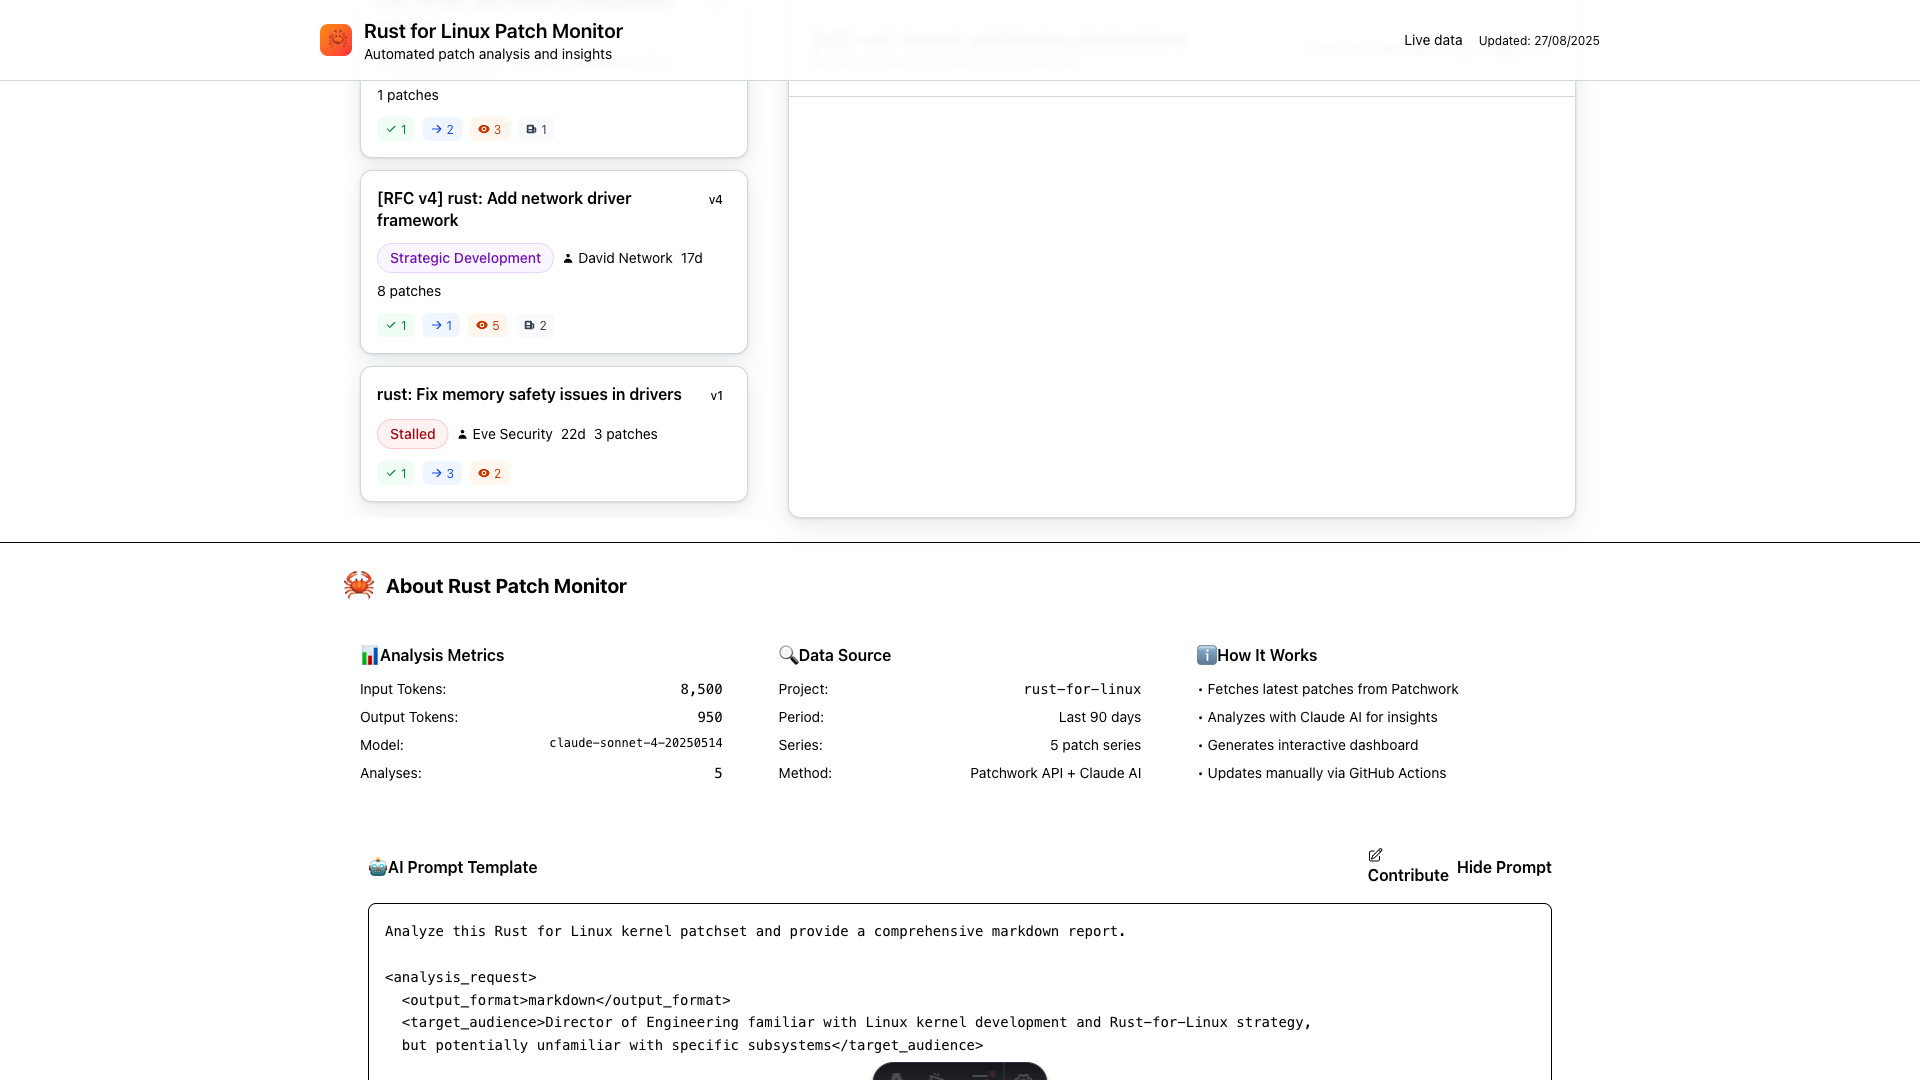 Rust for Linux Patch Monitor
Automated patch analysis and insights
Live data
Updated: 27/08/2025
1 patches
1
2
3
1
[RFC v4] rust: Add network driver
framework
v4
Strategic Development
David Network
17d
8 patches
1
1
5
2
rust: Fix memory safety issues in drivers
v1
Stalled
Eve Security
22d
3 patches
1
3
2
About Rust Patch Monitor
Analysis Metrics
Input Tokens:
8,500
Output Tokens:
950
Model:
claude-sonnet-4-20250514
Analyses:
5
Data Source
Project:
rust-for-linux
Period:
Last 90 days
Series:
5 patch series
Method:
Patchwork API + Claude AI
How It Works
• Fetches latest patches from Patchwork
• Analyzes with Claude AI for insights
• Generates interactive dashboard
• Updates manually via GitHub Actions
AI Prompt Template
Contribute
Hide Prompt
Analyze this Rust for Linux kernel patchset and provide a comprehensive markdown report.
<analysis_request>
<output_format>markdown</output_format>
<target_audience>Director of Engineering familiar with Linux kernel development and Rust-for-Linux strategy,
but potentially unfamiliar with specific subsystems</target_audience>